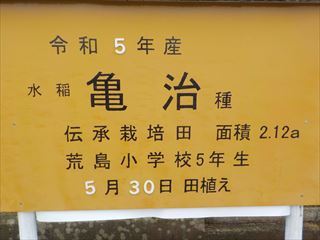 令和5年産
水稲 亀治種
伝承栽培田 面積 2.12a
荒島小学校5年生
5月30日 田植え